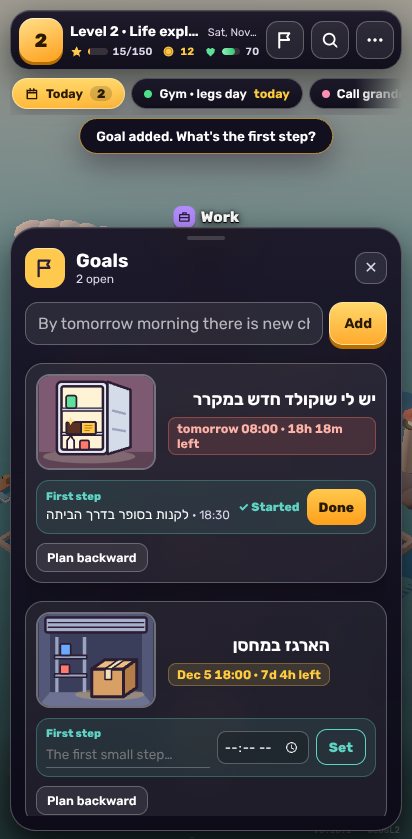 2
Level 2 • Life expl...
Sat, Nov...
15/150
12
70
Today 2
Gym • legs day today
Call grand
Goal added. What's the first step?
Work
Goals
2 open
By tomorrow morning there is new ch
Add
יש לי שוקולד חדש במקרר
tomorrow 08:00 • 18h 18m
left
First step
לקנות בסופר בדרך הביתה • 18:30
✓ Started
Done
Plan backward
הארגז במחסן
Dec 5 18:00 • 7d 4h left
First step
The first small step...
--:-- --
Set
Plan backward